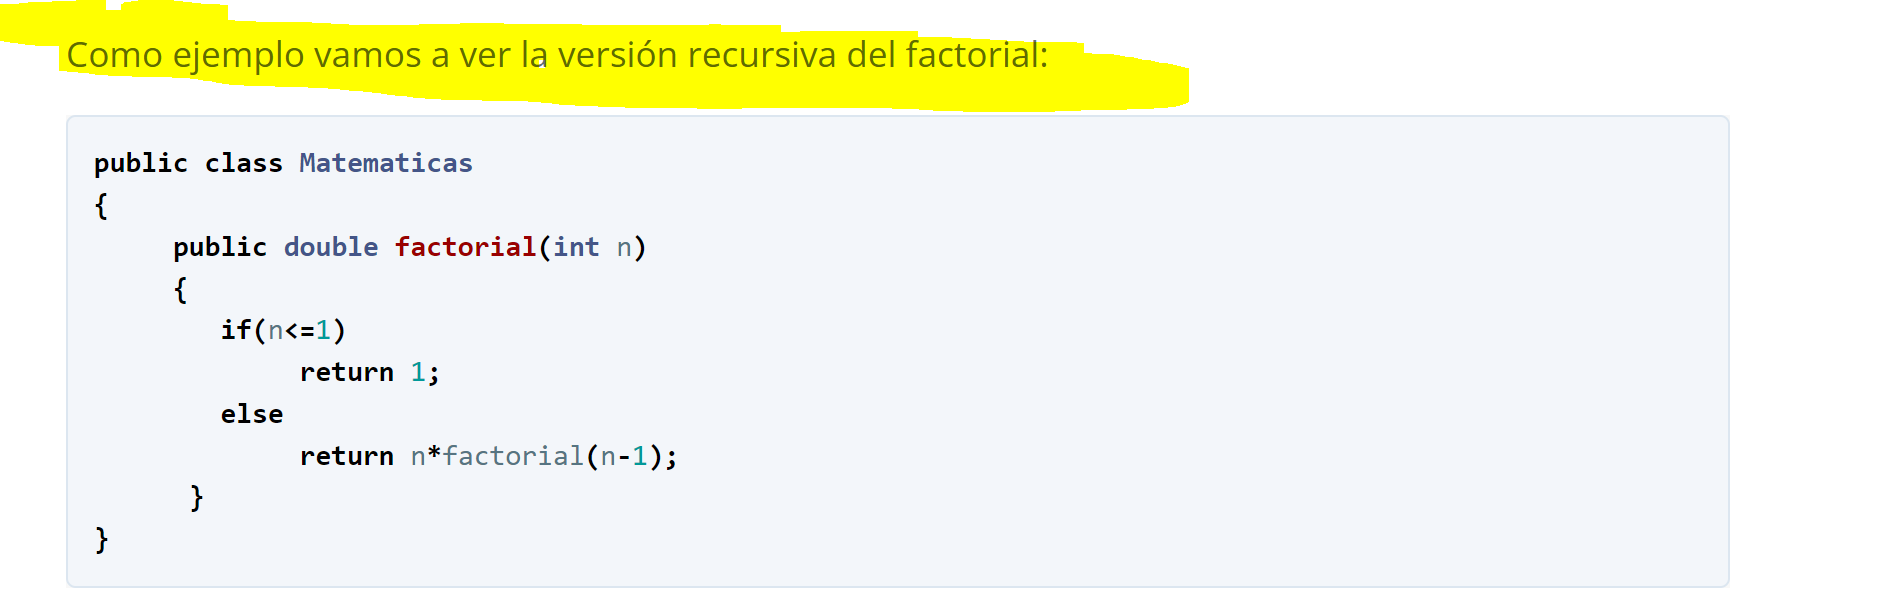 Como ejemplo vamos a ver la versión recursiva del factorial:
public class Matematicas
{
public double factorial(int n)
{
if(n<=1)
return 1;
else
return n*factorial(n-1);
}
}